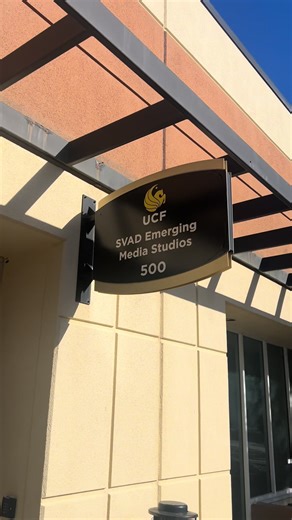 UCF
SVAD Emerging
Media Studios
500